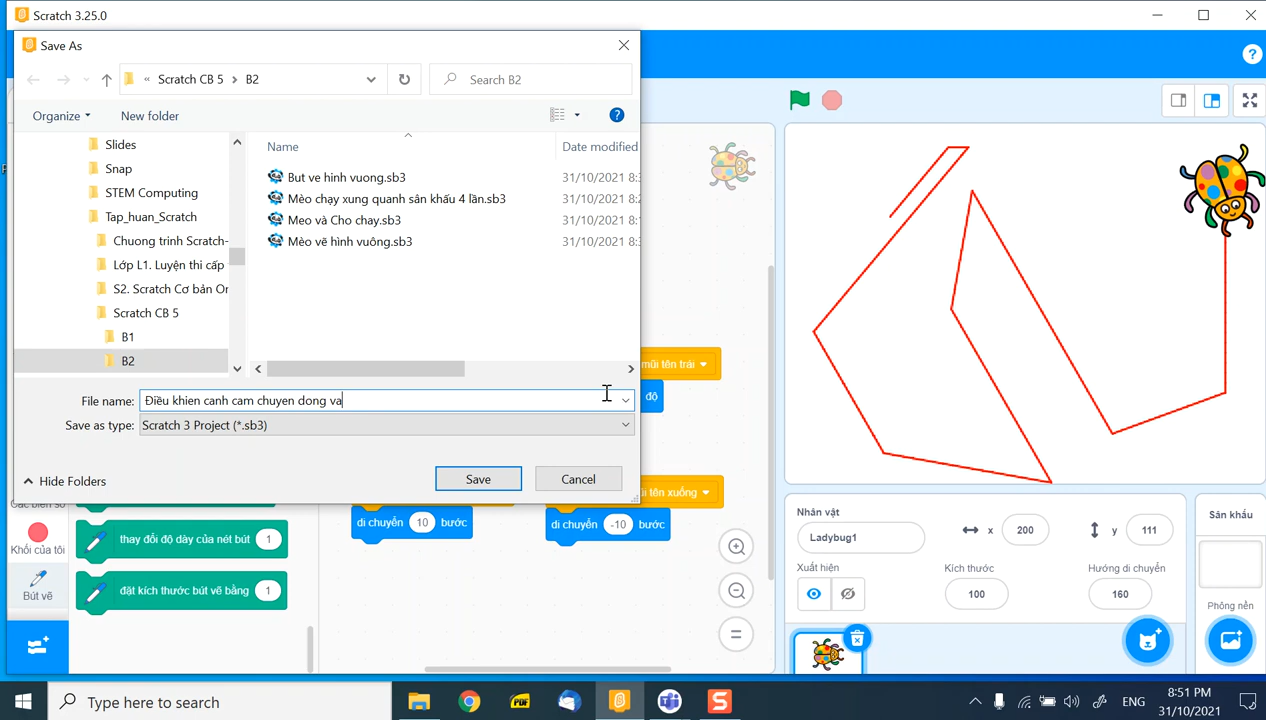 Scratch 3.25.0
Save As
« Scratch CB 5 > B2
Search B2
Organize
New folder
Slides
Snap
STEM Computing
Tap_huan_Scratch
Chuong trinh Scratch-
Lớp L1. Luyện thi cấp
S2. Scratch Cơ bản On
Scratch CB 5
B1
B2
Name
Date modified
But ve hinh vuong.sb3
31/10/2021 8:
Mèo chạy xung quanh sân khấu 4 lần.sb3
31/10/2021 8:
Meo và Cho chay.sb3
31/10/2021 8:
Mèo vẽ hình vuông.sb3
31/10/2021 8:
File name:
Điều khien canh cam chuyen dong va
Save as type:
Scratch 3 Project (*.sb3)
Hide Folders
Save
Cancel
mũi tên trái
độ
i tên xuống
di chuyển 10 bước
di chuyển -10 bước
Các biến số
Khối của tôi
Bút vẽ
thay đổi độ dày của nét bút 1
đặt kích thước bút vẽ bằng 1
Nhân vật
Ladybug1
x 200
y 111
Xuất hiện
Kích thước
100
Hướng di chuyển
160
Sân khấu
Phông nền
Type here to search
ENG
8:51 PM
31/10/2021